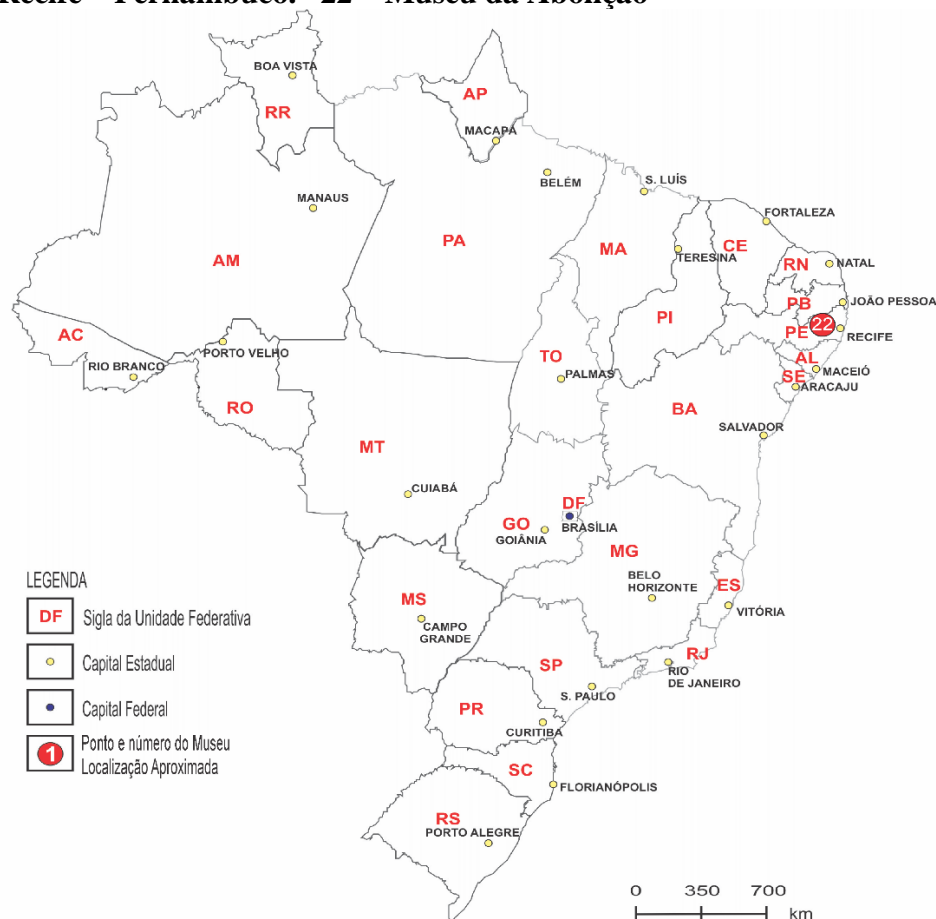 Recife – Pernambuco. 22 – Museu da Abolição
BOA VISTA
RR
AP
MACAPÁ
BELÉM
S. LUÍS
MANAUS
FORTALEZA
PA
MA
TERESINA
CE
AM
RN
NATAL
PB
JOÃO PESSOA
PI
PE
22
RECIFE
AC
PORTO VELHO
TO
AL
MACEIÓ
RIO BRANCO
PALMAS
SE
ARACAJU
RO
BA
SALVADOR
MT
CUIABÁ
DF
GO
BRASÍLIA
GOIÂNIA
MG
BELO
HORIZONTE
ES
VITÓRIA
MS
CAMPO
GRANDE
RJ
RIO
DE JANEIRO
SP
S. PAULO
PR
CURITIBA
SC
FLORIANÓPOLIS
RS
PORTO ALEGRE
LEGENDA
DF Sigla da Unidade Federativa
Capital Estadual
Capital Federal
1 Ponto e número do Museu
Localização Aproximada
0 350 700
km